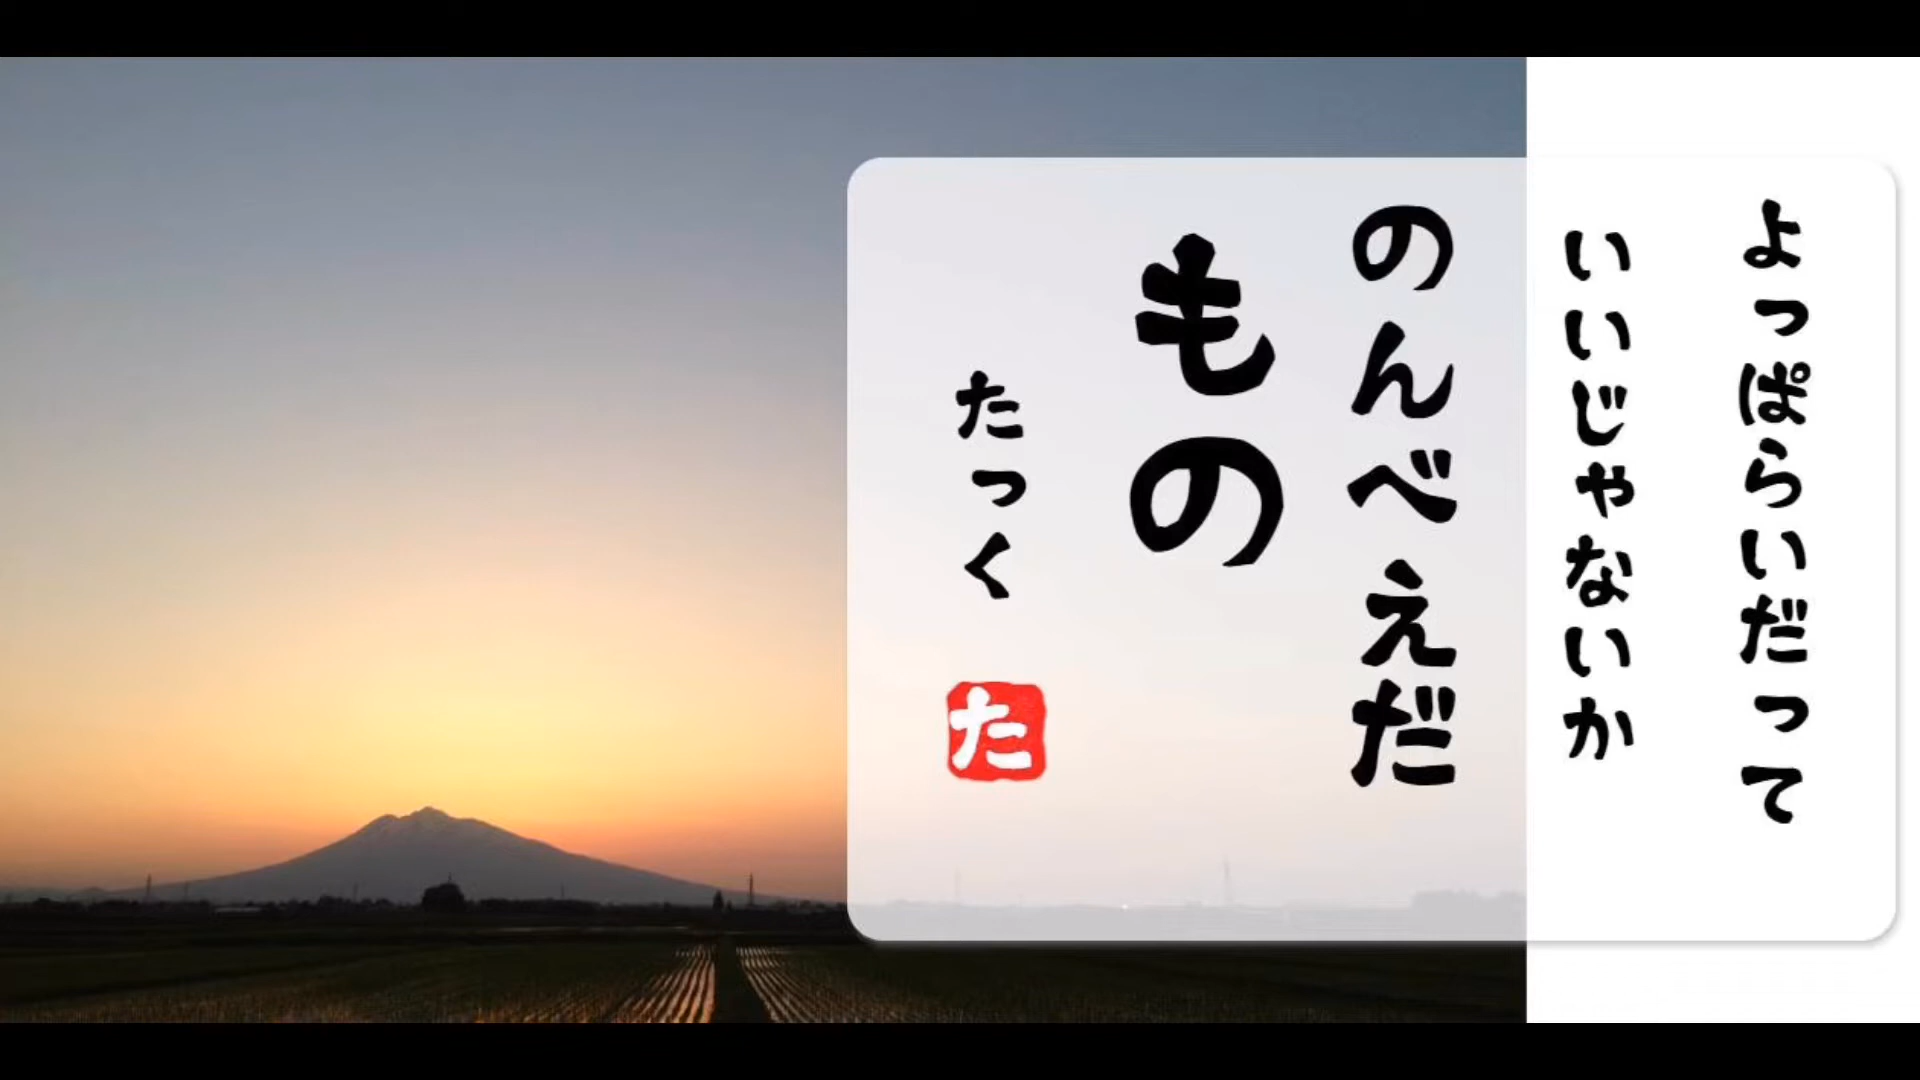 よっぱらいだって
いいじゃないか
のんべえだ
もの
たっく
た